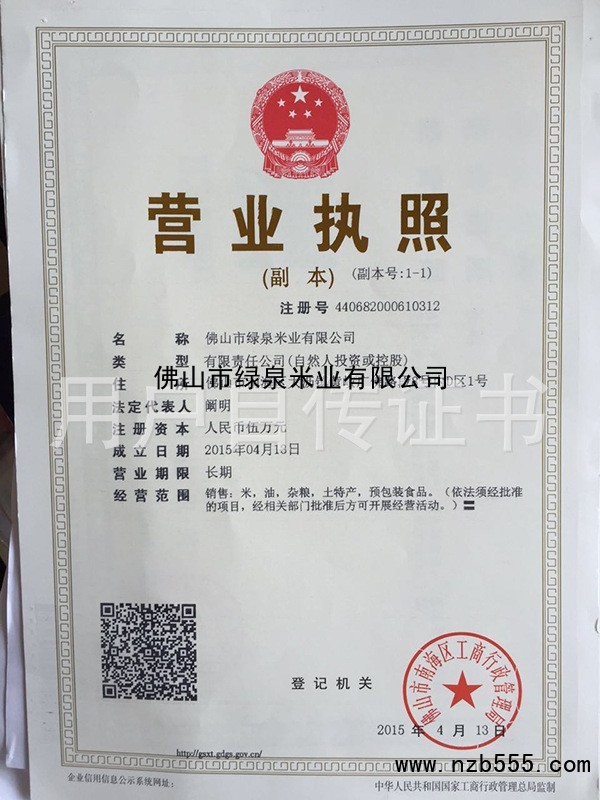 营业执照
(副 本) (副本号:1-1)
注册号 440682000610312
名 称 佛山市绿泉米业有限公司
类 型 有限责任公司(自然人投资或控股)
佛山市绿泉米业有限公司
住 区1号
法定代表人 阚明
注册资本 人民币伍万元
成立日期 2015年04月13日
营业期限 长期
用户自传证书
经营范围 销售:米,油,杂粮,土特产,预包装食品。(依法须经批准
的项目,经相关部门批准后方可开展经营活动。)〓
登记机关
佛山市南海区工商行政管理局
2015 年 4 月 13 日
http://gsxt.gdgs.gov.cn/
www.nzb555.com
企业信用信息公示系统网址:
中华人民共和国国家工商行政管理总局监制